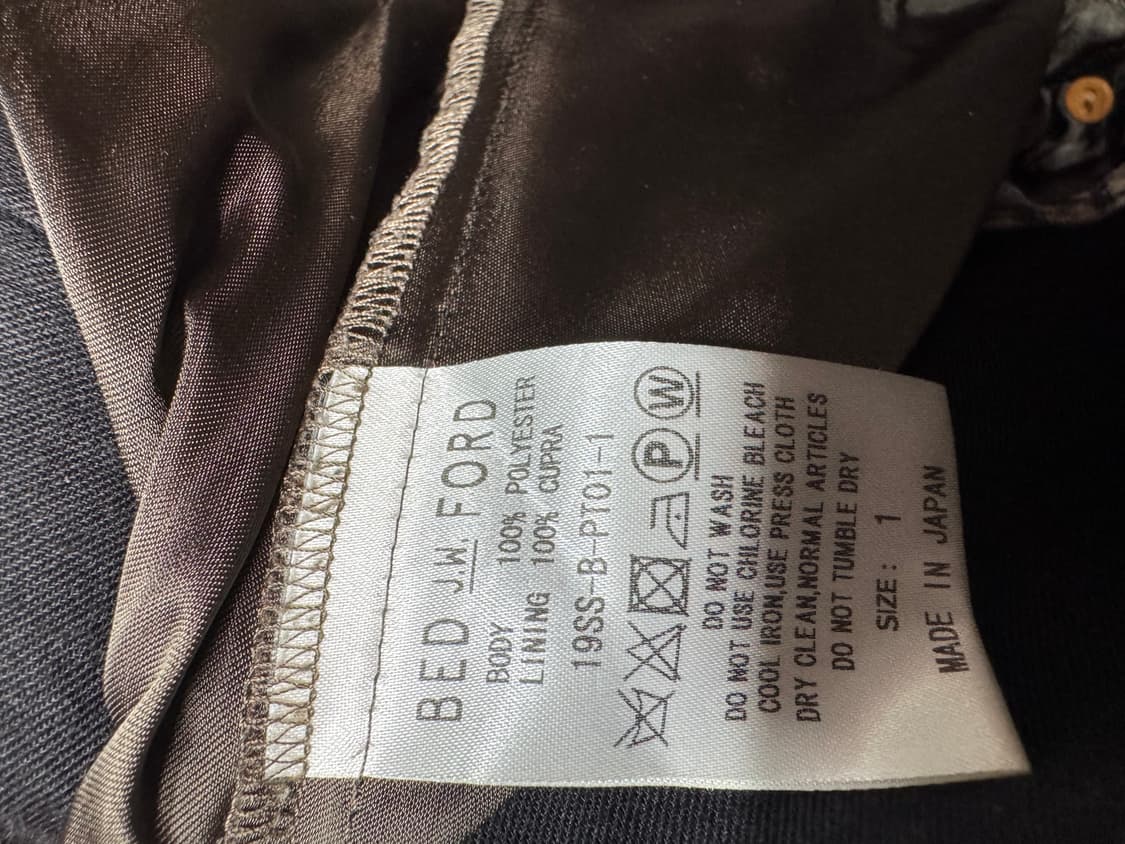 BED J.W. FORD
BODY 100% POLYESTER
LINING 100% CUPRA
19SS-B-PT01-1
P W
DO NOT WASH
DO NOT USE CHLORINE BLEACH
COOL IRON,USE PRESS CLOTH
DRY CLEAN,NORMAL ARTICLES
DO NOT TUMBLE DRY
SIZE: 1
MADE IN JAPAN